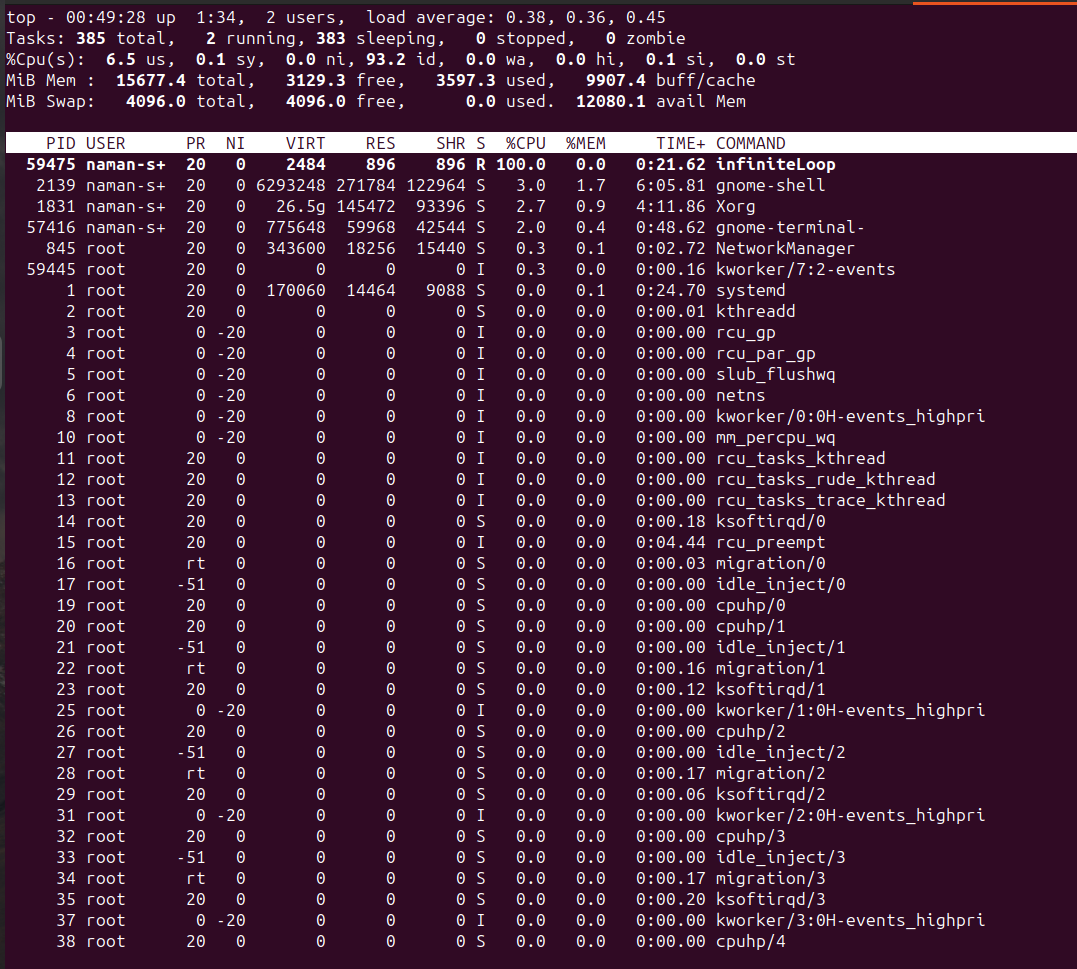 top - 00:49:28 up  1:34,  2 users,  load average: 0.38, 0.36, 0.45
Tasks: 385 total,   2 running, 383 sleeping,   0 stopped,   0 zombie
%Cpu(s):  6.5 us,  0.1 sy,  0.0 ni, 93.2 id,  0.0 wa,  0.0 hi,  0.1 si,  0.0 st
MiB Mem :  15677.4 total,   3129.3 free,   3597.3 used,   9907.4 buff/cache
MiB Swap:   4096.0 total,   4096.0 free,      0.0 used.  12080.1 avail Mem
PID USER      PR  NI    VIRT    RES    SHR S  %CPU  %MEM     TIME+ COMMAND
59475 naman-s+  20   0    2484    896    896 R 100.0   0.0   0:21.62 infiniteLoop
2139 naman-s+  20   0 6293248 271784 122964 S   3.0   1.7   6:05.81 gnome-shell
1831 naman-s+  20   0   26.5g 145472  93396 S   2.7   0.9   4:11.86 Xorg
57416 naman-s+  20   0  775648  59968  42544 S   2.0   0.4   0:48.62 gnome-terminal-
845 root      20   0  343600  18256  15440 S   0.3   0.1   0:02.72 NetworkManager
59445 root      20   0       0      0      0 I   0.3   0.0   0:00.16 kworker/7:2-events
1 root      20   0  170060  14464   9088 S   0.0   0.1   0:24.70 systemd
2 root      20   0       0      0      0 S   0.0   0.0   0:00.01 kthreadd
3 root       0 -20       0      0      0 I   0.0   0.0   0:00.00 rcu_gp
4 root       0 -20       0      0      0 I   0.0   0.0   0:00.00 rcu_par_gp
5 root       0 -20       0      0      0 I   0.0   0.0   0:00.00 slub_flushwq
6 root       0 -20       0      0      0 I   0.0   0.0   0:00.00 netns
8 root       0 -20       0      0      0 I   0.0   0.0   0:00.00 kworker/0:0H-events_highpri
10 root       0 -20       0      0      0 I   0.0   0.0   0:00.00 mm_percpu_wq
11 root      20   0       0      0      0 I   0.0   0.0   0:00.00 rcu_tasks_kthread
12 root      20   0       0      0      0 I   0.0   0.0   0:00.00 rcu_tasks_rude_kthread
13 root      20   0       0      0      0 I   0.0   0.0   0:00.00 rcu_tasks_trace_kthread
14 root      20   0       0      0      0 S   0.0   0.0   0:00.18 ksoftirqd/0
15 root      20   0       0      0      0 I   0.0   0.0   0:04.44 rcu_preempt
16 root      rt   0       0      0      0 S   0.0   0.0   0:00.03 migration/0
17 root     -51   0       0      0      0 S   0.0   0.0   0:00.00 idle_inject/0
19 root      20   0       0      0      0 S   0.0   0.0   0:00.00 cpuhp/0
20 root      20   0       0      0      0 S   0.0   0.0   0:00.00 cpuhp/1
21 root     -51   0       0      0      0 S   0.0   0.0   0:00.00 idle_inject/1
22 root      rt   0       0      0      0 S   0.0   0.0   0:00.16 migration/1
23 root      20   0       0      0      0 S   0.0   0.0   0:00.12 ksoftirqd/1
25 root       0 -20       0      0      0 I   0.0   0.0   0:00.00 kworker/1:0H-events_highpri
26 root      20   0       0      0      0 S   0.0   0.0   0:00.00 cpuhp/2
27 root     -51   0       0      0      0 S   0.0   0.0   0:00.00 idle_inject/2
28 root      rt   0       0      0      0 S   0.0   0.0   0:00.17 migration/2
29 root      20   0       0      0      0 S   0.0   0.0   0:00.06 ksoftirqd/2
31 root       0 -20       0      0      0 I   0.0   0.0   0:00.00 kworker/2:0H-events_highpri
32 root      20   0       0      0      0 S   0.0   0.0   0:00.00 cpuhp/3
33 root     -51   0       0      0      0 S   0.0   0.0   0:00.00 idle_inject/3
34 root      rt   0       0      0      0 S   0.0   0.0   0:00.17 migration/3
35 root      20   0       0      0      0 S   0.0   0.0   0:00.20 ksoftirqd/3
37 root       0 -20       0      0      0 I   0.0   0.0   0:00.00 kworker/3:0H-events_highpri
38 root      20   0       0      0      0 S   0.0   0.0   0:00.00 cpuhp/4